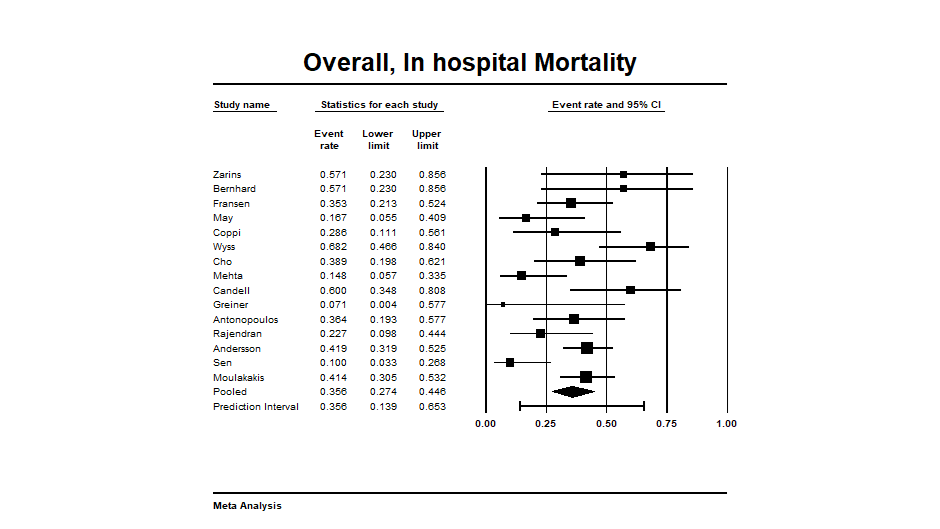 Overall, In hospital Mortality
Study name Statistics for each study Event rate and 95% CI
Event Lower Upper
rate limit limit
Zarins 0.571 0.230 0.856
Bernhard 0.571 0.230 0.856
Fransen 0.353 0.213 0.524
May 0.167 0.055 0.409
Coppi 0.286 0.111 0.561
Wyss 0.682 0.466 0.840
Cho 0.389 0.198 0.621
Mehta 0.148 0.057 0.335
Candell 0.600 0.348 0.808
Greiner 0.071 0.004 0.577
Antonopoulos 0.364 0.193 0.577
Rajendran 0.227 0.098 0.444
Andersson 0.419 0.319 0.525
Sen 0.100 0.033 0.268
Moulakakis 0.414 0.305 0.532
Pooled 0.356 0.274 0.446
Prediction Interval 0.356 0.139 0.653
0.00 0.25 0.50 0.75 1.00
Meta Analysis